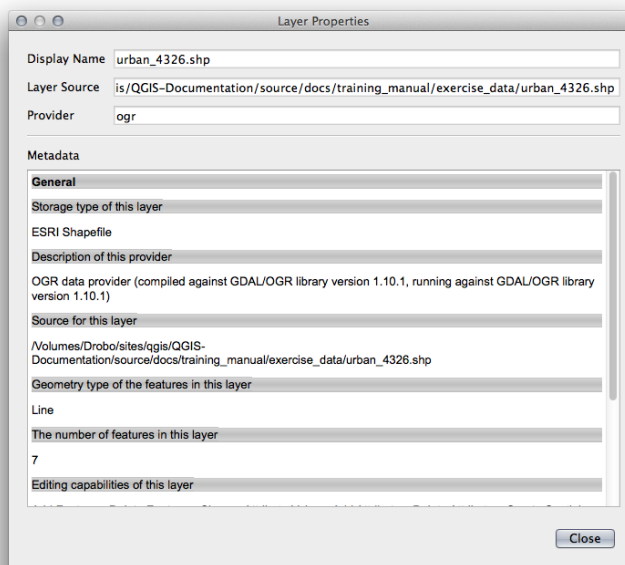 Layer Properties
Display Name urban_4326.shp
Layer Source is/QGIS-Documentation/source/docs/training_manual/exercise_data/urban_4326.shp
Provider ogr
Metadata
General
Storage type of this layer
ESRI Shapefile
Description of this provider
OGR data provider (compiled against GDAL/OGR library version 1.10.1, running against GDAL/OGR library
version 1.10.1)
Source for this layer
/Volumes/Drobo/sites/qgis/QGIS-
Documentation/source/docs/training_manual/exercise_data/urban_4326.shp
Geometry type of the features in this layer
Line
The number of features in this layer
7
Editing capabilities of this layer
Close